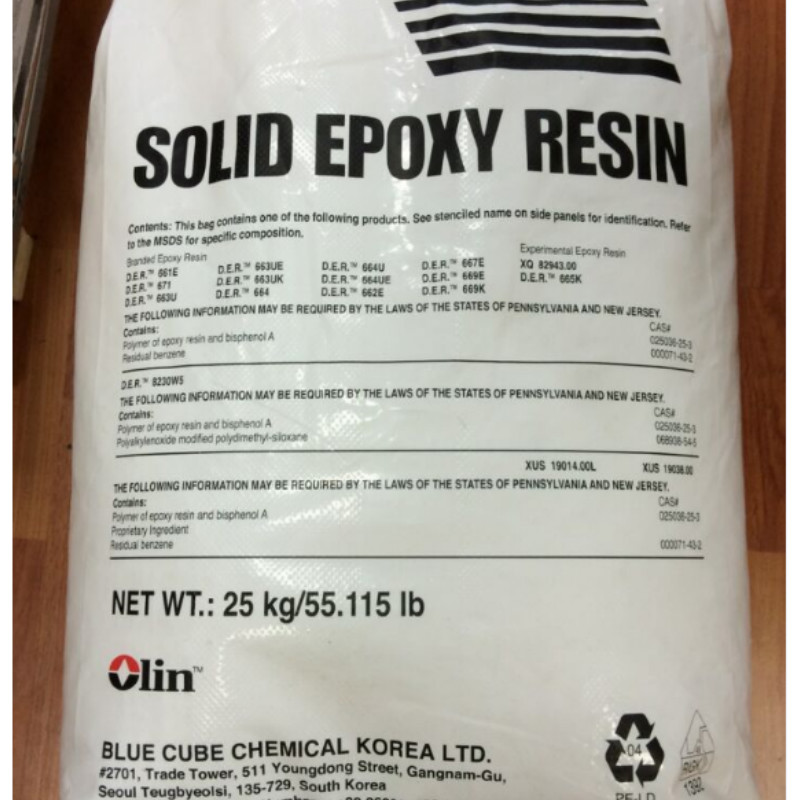 SOLID EPOXY RESIN
Contents: This bag contains one of the following products. See stenciled name on side panels for identification. Refer
to the MSDS for specific composition.
Branded Epoxy Resin Experimental Epoxy Resin
D.E.R.™ 661E D.E.R.™ 663UE D.E.R.™ 664U D.E.R.™ 667E XQ 82943.00
D.E.R.™ 671 D.E.R.™ 663UK D.E.R.™ 664UE D.E.R.™ 669E D.E.R.™ 665K
D.E.R.™ 663U D.E.R.™ 664 D.E.R.™ 662E D.E.R.™ 669K
THE FOLLOWING INFORMATION MAY BE REQUIRED BY THE LAWS OF THE STATES OF PENNSYLVANIA AND NEW JERSEY.
Contains: CAS#
Polymer of epoxy resin and bisphenol A 025036-25-3
Residual benzene 000071-43-2
D.E.R.™ 8230W5
THE FOLLOWING INFORMATION MAY BE REQUIRED BY THE LAWS OF THE STATES OF PENNSYLVANIA AND NEW JERSEY.
Contains: CAS#
Polymer of epoxy resin and bisphenol A 025036-25-3
Polyalkylenoxide modified polydimethyl-siloxane 068938-54-5
XUS 19014.00L XUS 19038.00
THE FOLLOWING INFORMATION MAY BE REQUIRED BY THE LAWS OF THE STATES OF PENNSYLVANIA AND NEW JERSEY.
Contains: CAS#
Polymer of epoxy resin and bisphenol A 025036-25-3
Proprietary Ingredient
Residual benzene 000071-43-2
NET WT.: 25 kg/55.115 lb
Olin™
BLUE CUBE CHEMICAL KOREA LTD.
#2701, Trade Tower, 511 Youngdong Street, Gangnam-Gu,
Seoul Teugbyeolsi, 135-729, South Korea
04
PE-LD
1392